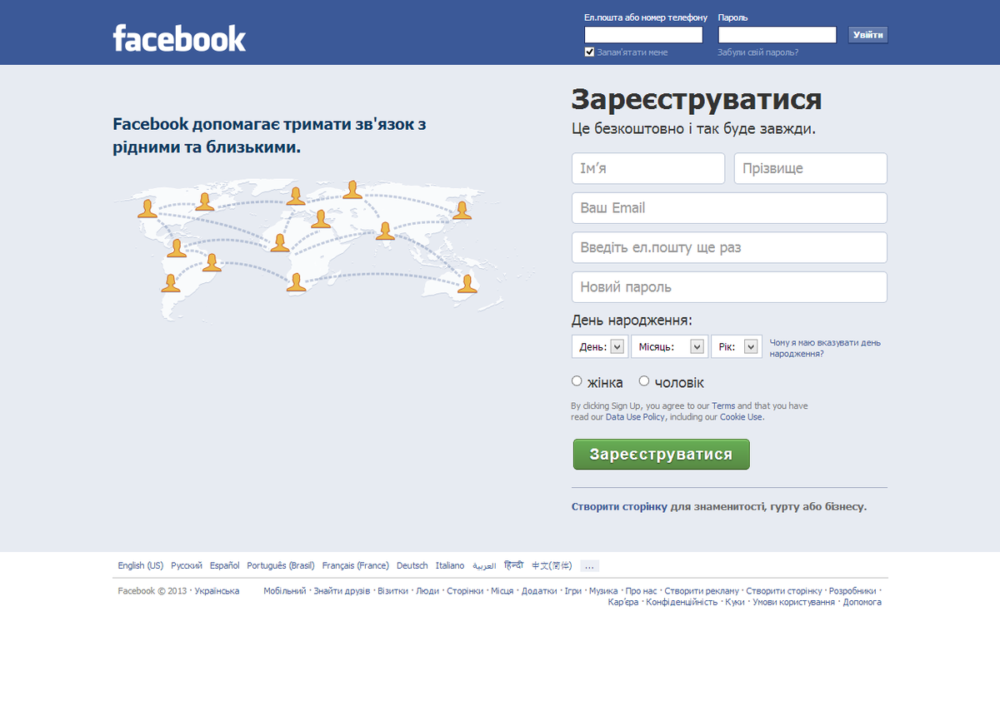 facebook
Ел.пошта або номер телефону
Пароль
Увійти
Запам'ятати мене
Забули свій пароль?
Facebook допомагає тримати зв'язок з
рідними та близькими.
Зареєструватися
Це безкоштовно і так буде завжди.
Ім’я
Прізвище
Ваш Email
Введіть ел.пошту ще раз
Новий пароль
День народження:
День:
Місяць:
Рік:
Чому я маю вказувати день
народження?
жінка
чоловік
By clicking Sign Up, you agree to our Terms and that you have
read our Data Use Policy, including our Cookie Use.
Зареєструватися
Створити сторінку для знаменитості, гурту або бізнесу.
English (US) Русский Español Português (Brasil) Français (France) Deutsch Italiano العربية हिन्दी 中文(简体) ...
Facebook © 2013 · Українська
Мобільний · Знайти друзів · Візитки · Люди · Сторінки · Місця · Додатки · Ігри · Музика · Про нас · Створити рекламу · Створити сторінку · Розробники ·
Кар’єра · Конфіденційність · Куки · Умови користування · Допомога